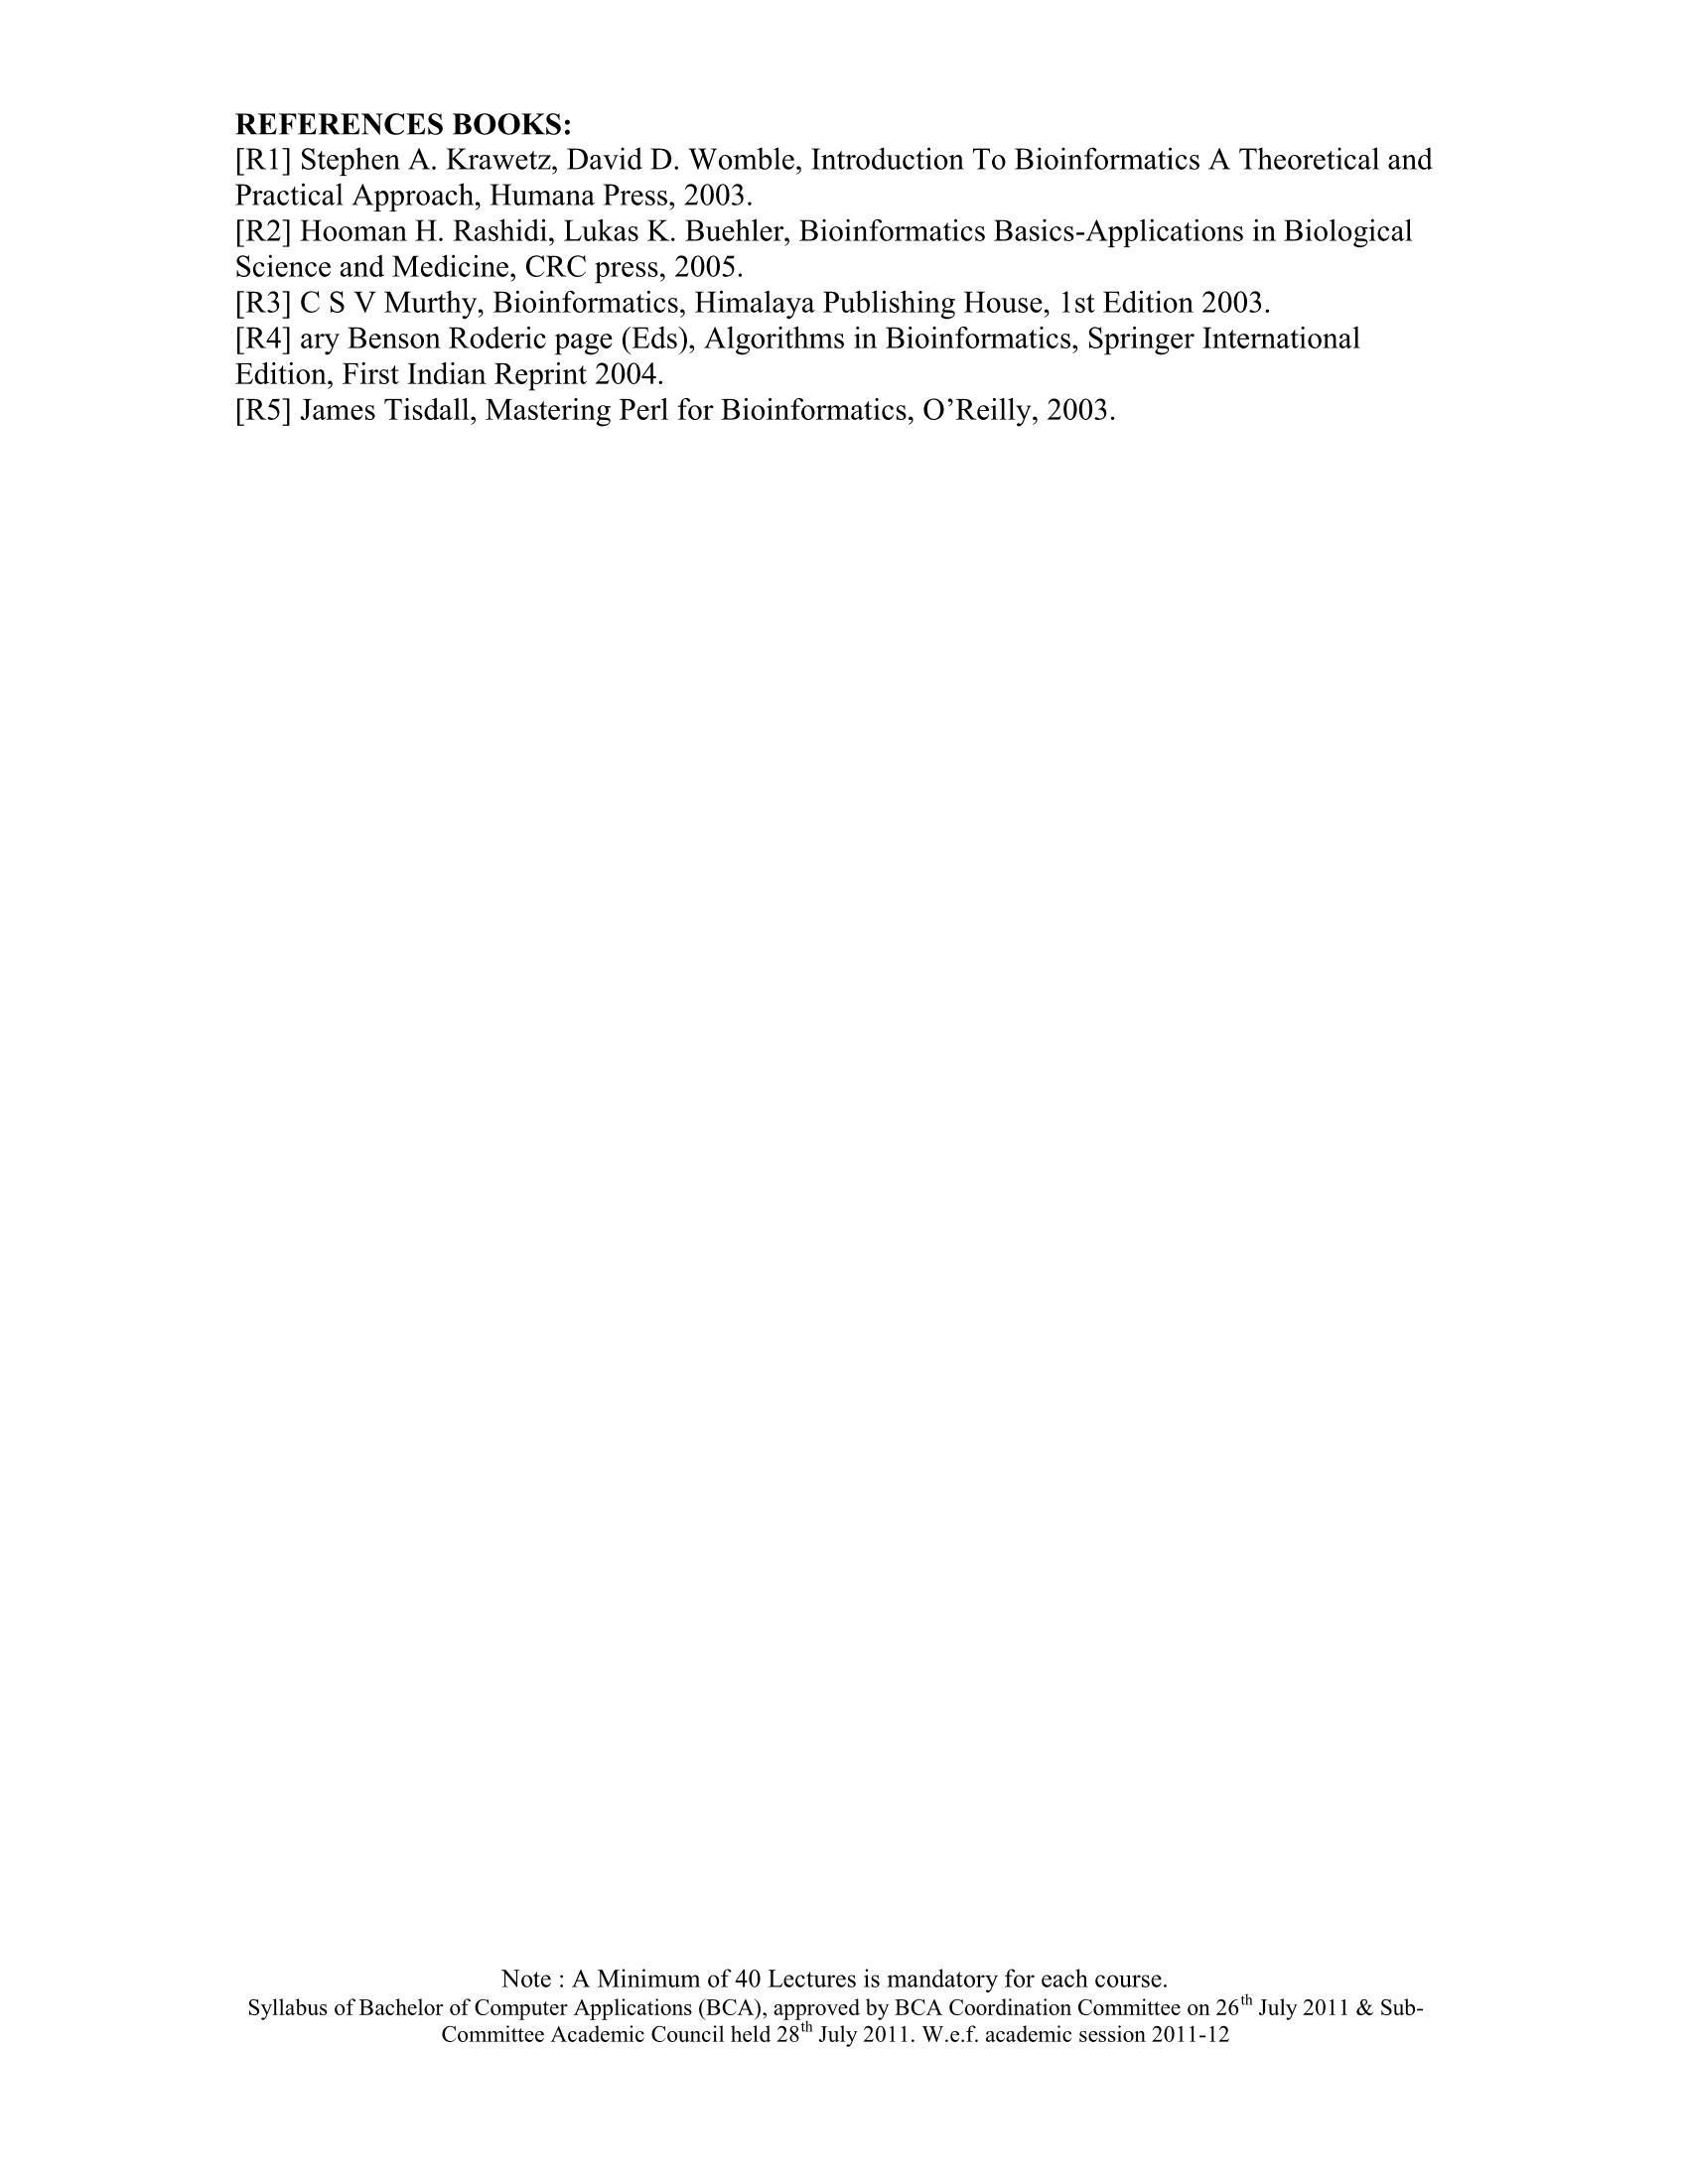 REFERENCES BOOKS:
[R1] Stephen A. Krawetz, David D. Womble, Introduction To Bioinformatics A Theoretical and
Practical Approach, Humana Press, 2003.
[R2] Hooman H. Rashidi, Lukas K. Buehler, Bioinformatics Basics-Applications in Biological
Science and Medicine, CRC press, 2005.
[R3] C S V Murthy, Bioinformatics, Himalaya Publishing House, 1st Edition 2003.
[R4] ary Benson Roderic page (Eds), Algorithms in Bioinformatics, Springer International
Edition, First Indian Reprint 2004.
[R5] James Tisdall, Mastering Perl for Bioinformatics, O’Reilly, 2003.
Note : A Minimum of 40 Lectures is mandatory for each course.
Syllabus of Bachelor of Computer Applications (BCA), approved by BCA Coordination Committee on 26th July 2011 & Sub-
Committee Academic Council held 28th July 2011. W.e.f. academic session 2011-12